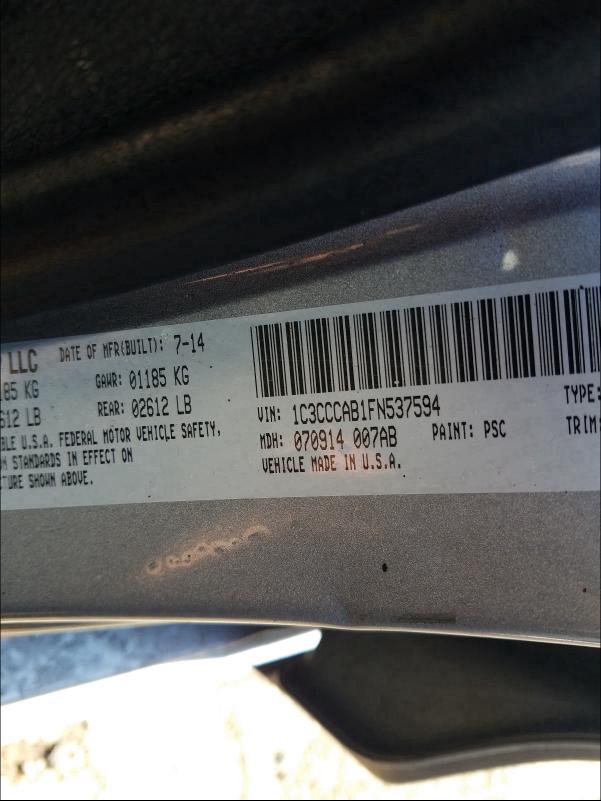 LLC DATE OF MFR(BUILT): 7-14
185 KG GAWR: 01185 KG
612 LB REAR: 02612 LB
BLE U.S.A. FEDERAL MOTOR VEHICLE SAFETY,
STANDARDS IN EFFECT ON
TURE SHOWN ABOVE.
VIN: 1C3CCCAB1FN537594 TYPE:
MDH: 070914 007AB PAINT: PSC TRIM
VEHICLE MADE IN U.S.A.